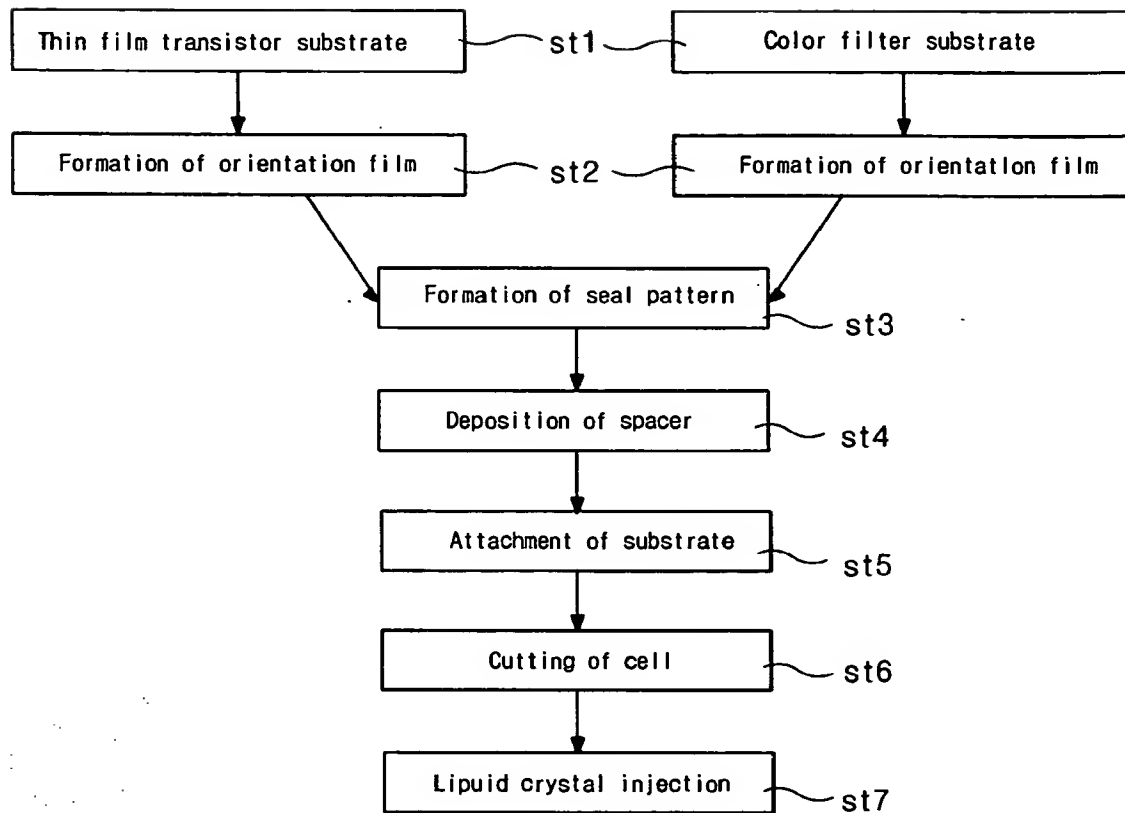 Thin film transistor substrate
st1
Color filter substrate
Formation of orientation film
st2
Formation of orientation film
Formation of seal pattern
st3
Deposition of spacer
st4
Attachment of substrate
st5
Cutting of cell
st6
Lipuid crystal injection
st7